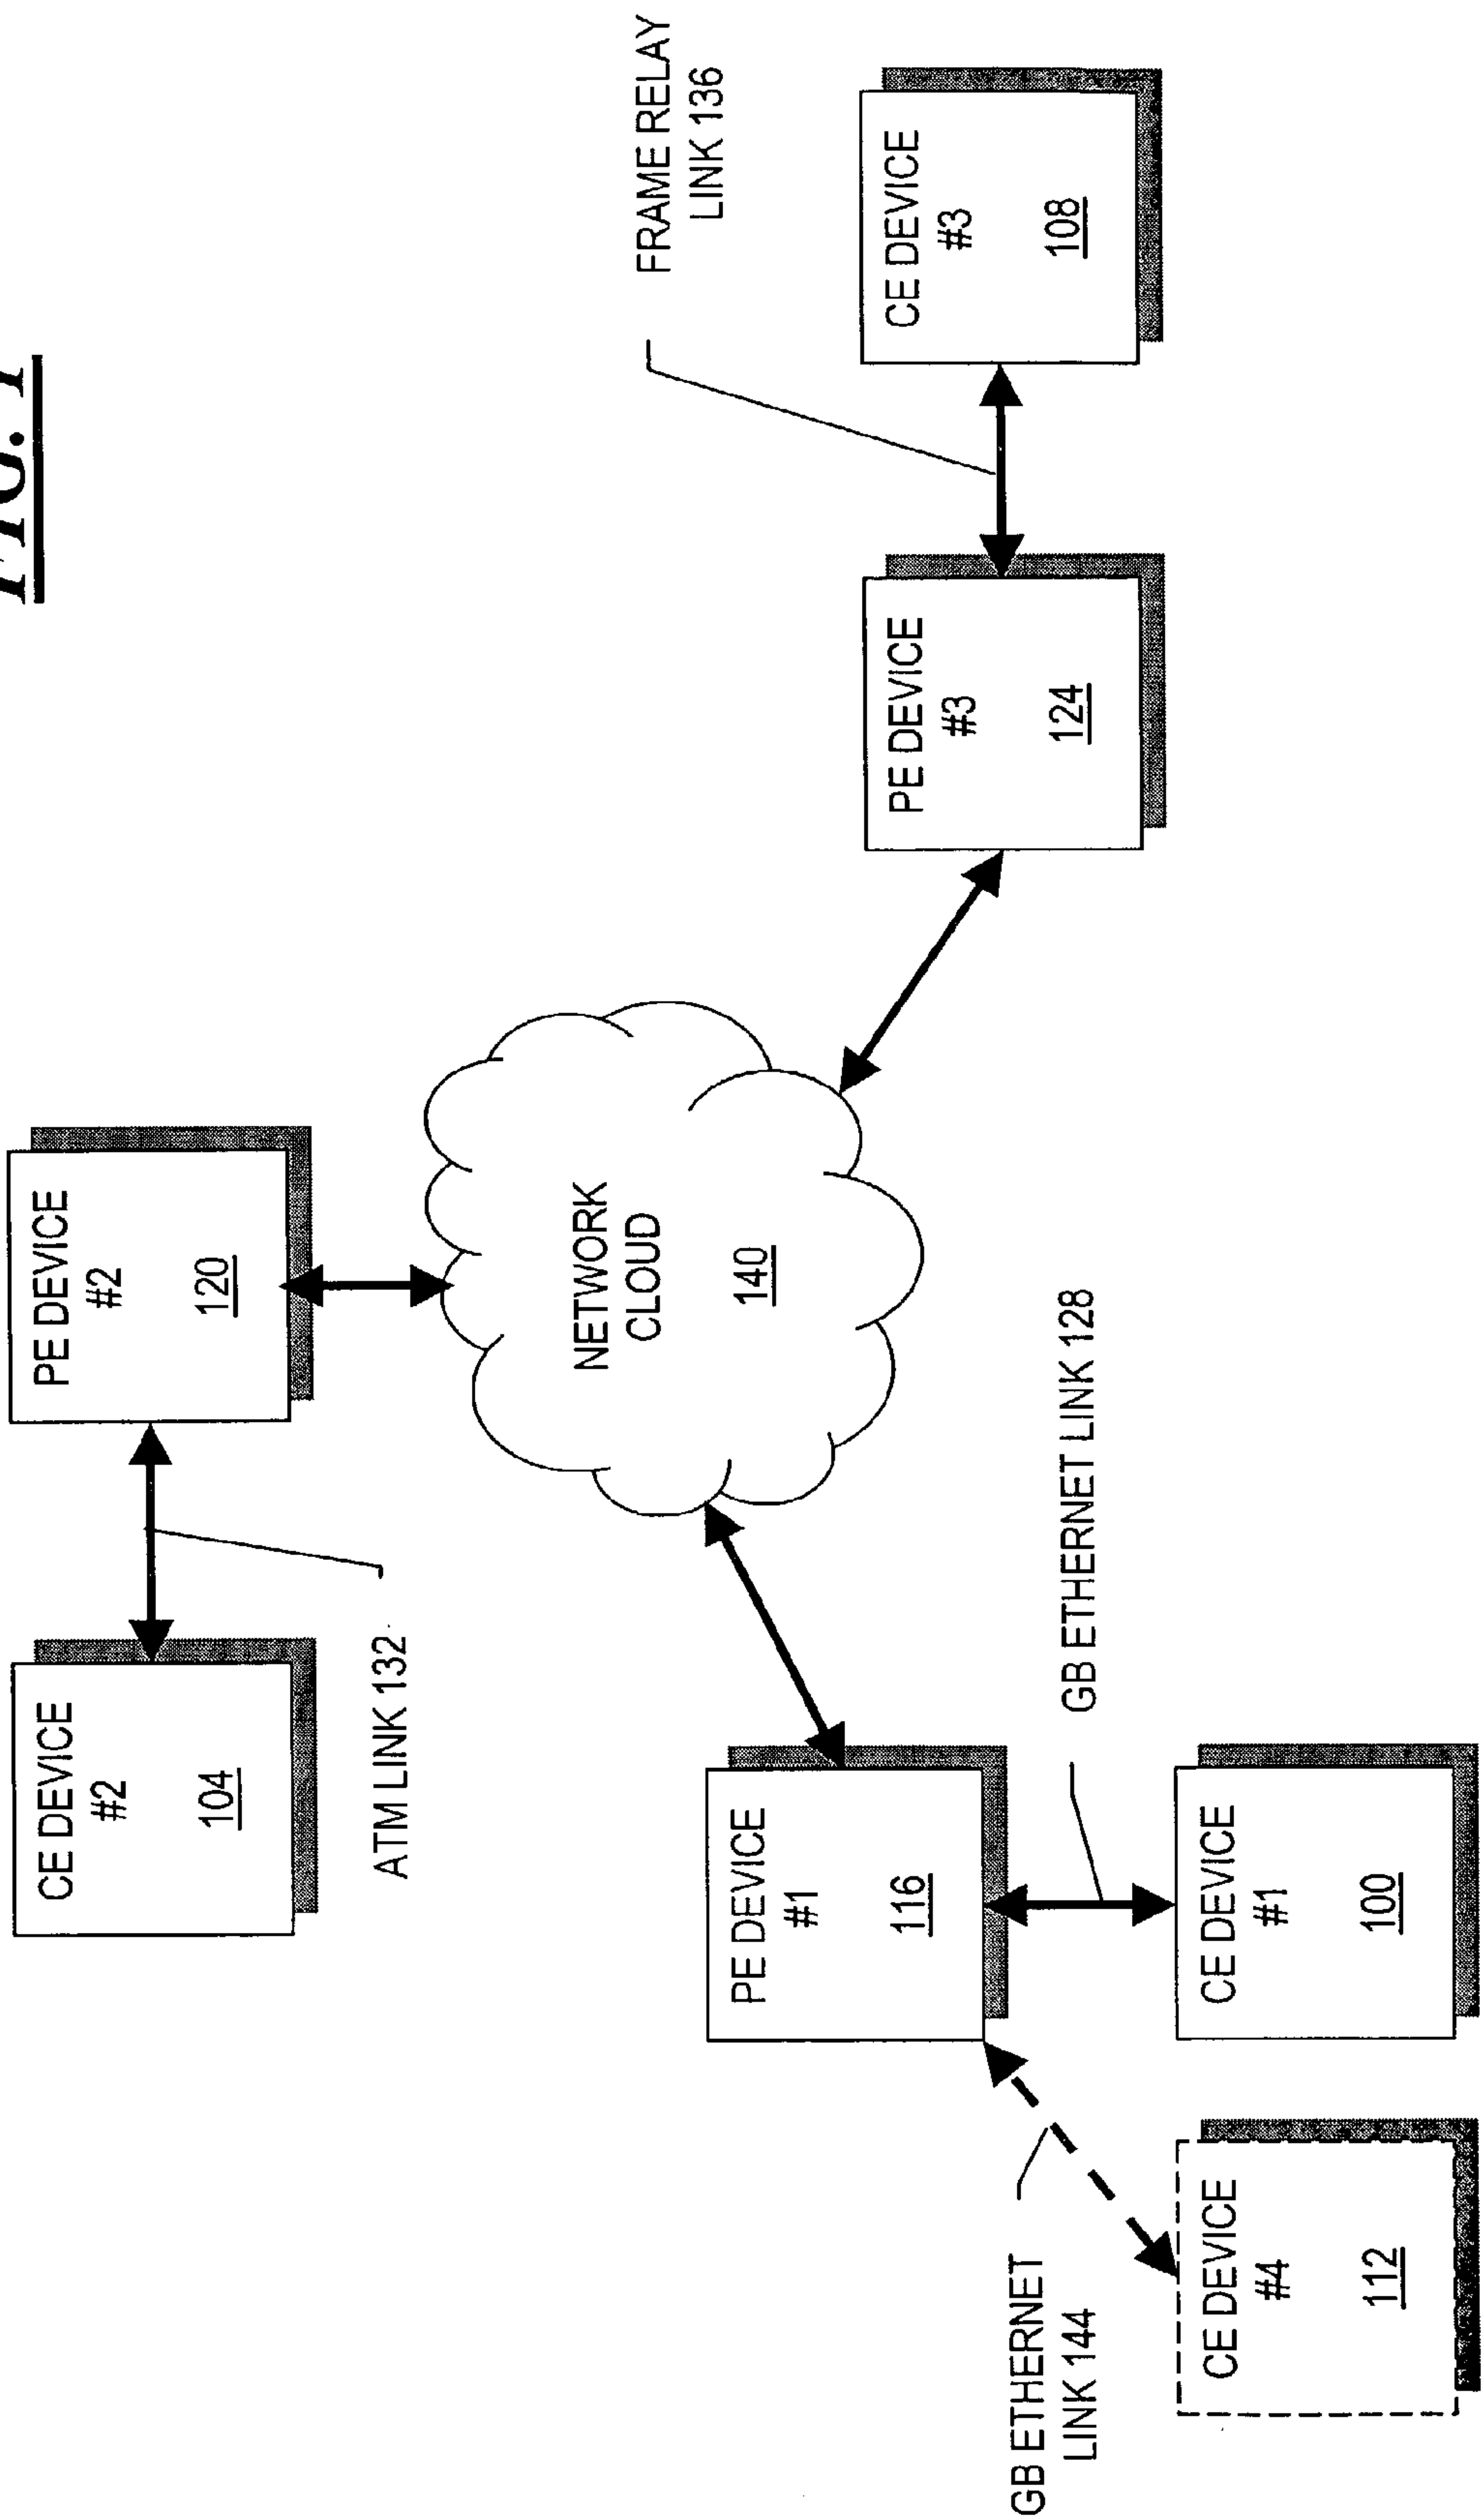 FIG. 1
CE DEVICE
#2
104
PE DEVICE
#2
120
ATM LINK 132
NETWORK
CLOUD
140
FRAME RELAY
LINK 136
PE DEVICE
#3
124
CE DEVICE
#3
108
PE DEVICE
#1
116
GB ETHERNET LINK 128
GB ETHERNET
LINK 144
CE DEVICE
#4
112
CE DEVICE
#1
100